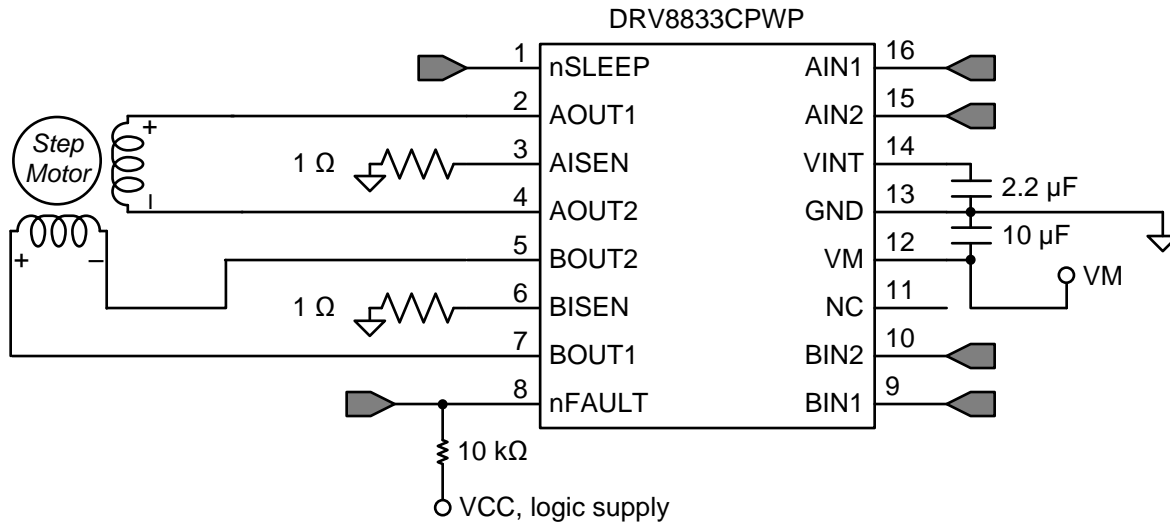 DRV8833CPWP
1 nSLEEP AIN1 16
2 AOUT1 AIN2 15
Step Motor
+
1 Ω 3 AISEN VINT 14
2.2 µF
–
4 AOUT2 GND 13
10 µF
5 BOUT2 VM 12
+ –
VM
1 Ω 6 BISEN NC 11
7 BOUT1 BIN2 10
8 nFAULT BIN1 9
10 kΩ
VCC, logic supply